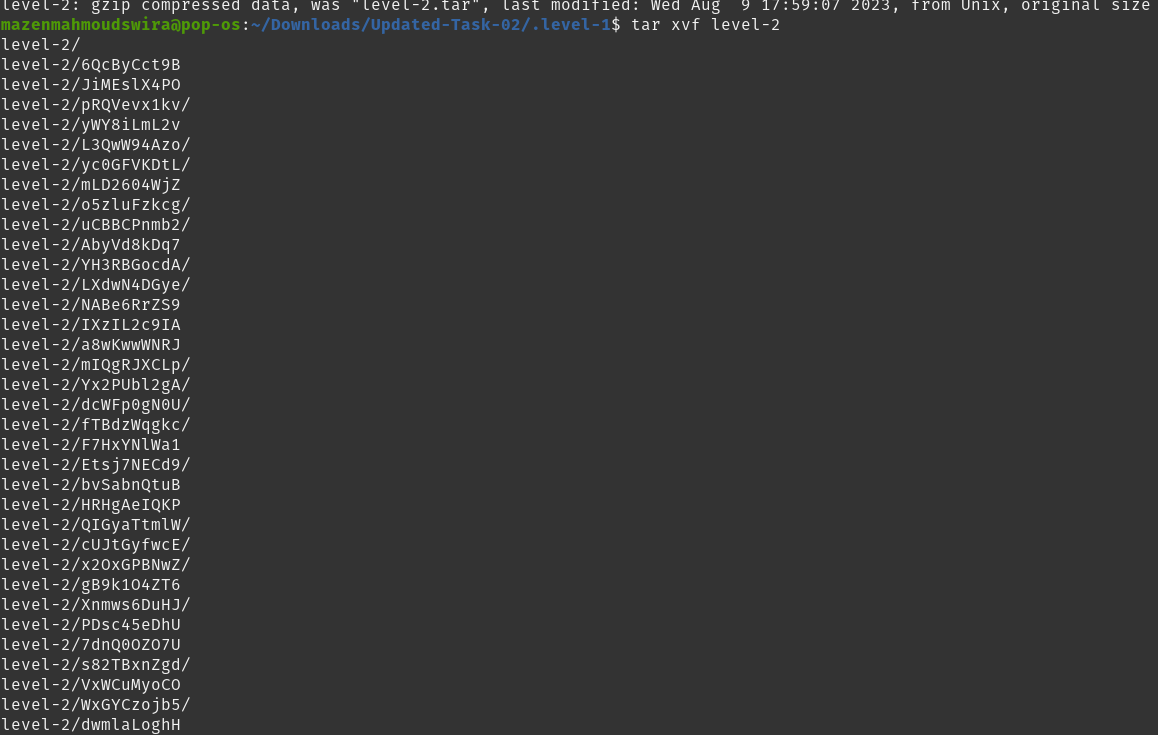 level-2: gzip compressed data, was "level-2.tar", last modified: Wed Aug  9 17:59:07 2023, from Unix, original size
mazenmahmoudswira@pop-os:~/Downloads/Updated-Task-02/.level-1$ tar xvf level-2
level-2/
level-2/6QcByCct9B
level-2/JiMEslX4PO
level-2/pRQVevx1kv/
level-2/yWY8iLmL2v
level-2/L3QwW94Azo/
level-2/yc0GFVKDtL/
level-2/mLD2604WjZ
level-2/o5zluFzkcg/
level-2/uCBBCPnmb2/
level-2/AbyVd8kDq7
level-2/YH3RBGocdA/
level-2/LXdwN4DGye/
level-2/NABe6RrZS9
level-2/IXzIL2c9IA
level-2/a8wKwwWNRJ
level-2/mIQgRJXCLp/
level-2/Yx2PUbl2gA/
level-2/dcWFp0gN0U/
level-2/fTBdzWqgkc/
level-2/F7HxYNlWa1
level-2/Etsj7NECd9/
level-2/bvSabnQtuB
level-2/HRHgAeIQKP
level-2/QIGyaTtmlW/
level-2/cUJtGyfwcE/
level-2/x2OxGPBNwZ/
level-2/gB9k1O4ZT6
level-2/Xnmws6DuHJ/
level-2/PDsc45eDhU
level-2/7dnQ0OZO7U
level-2/s82TBxnZgd/
level-2/VxWCuMyoCO
level-2/WxGYCzojb5/
level-2/dwmlaLoghH